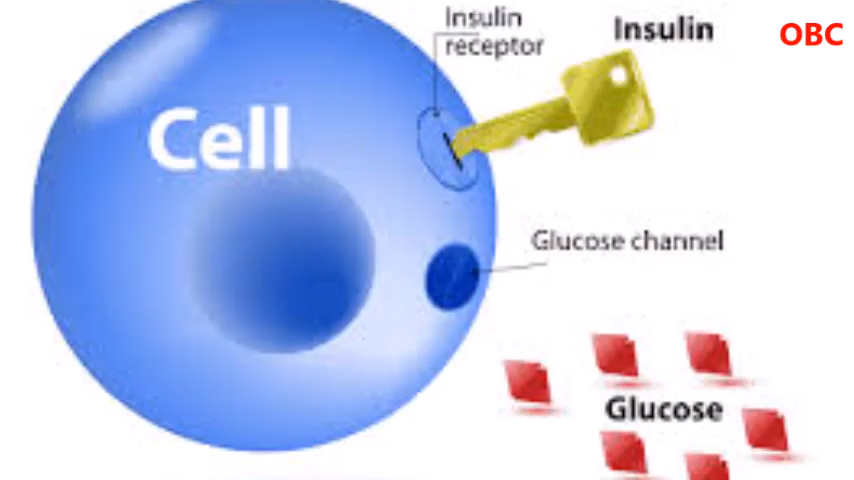 Insulin
receptor
Insulin
OBC
Cell
Glucose channel
Glucose